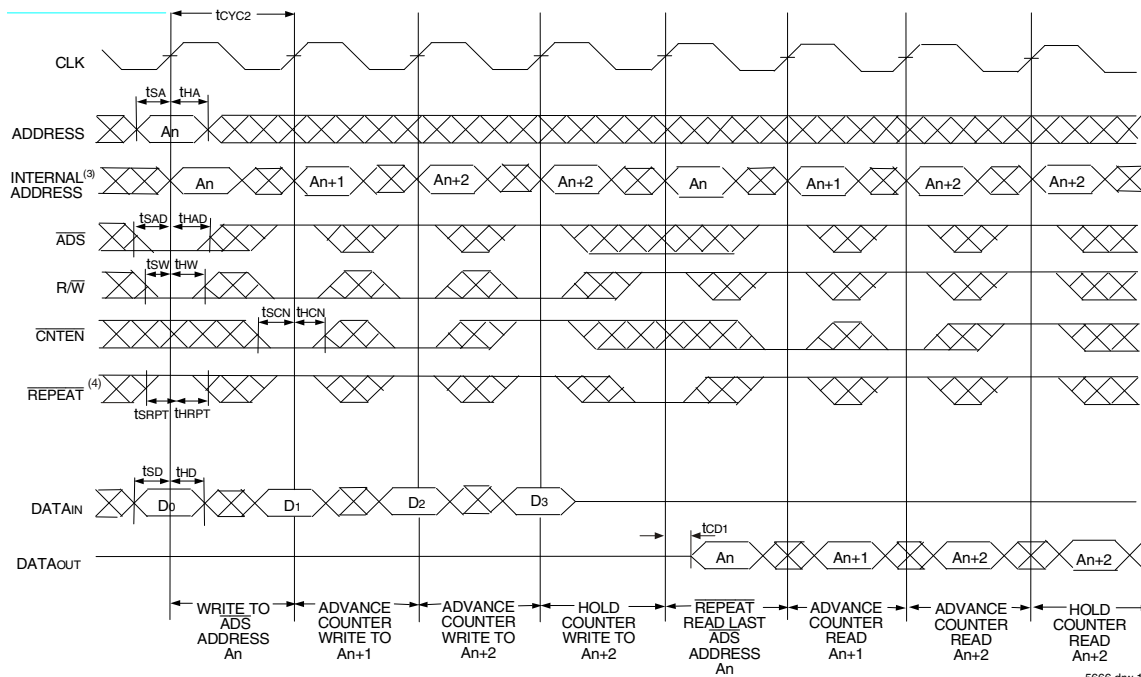 tCYC2
CLK
tSA tHA
ADDRESS An
INTERNAL(3) ADDRESS An An+1 An+2 An+2 An An+1 An+2 An+2
tSAD tHAD
ADS
tSW tHW
R/W
tSCN tHCN
CNTEN
REPEAT (4)
tSRPT tHRPT
tSD tHD
DATAIN D0 D1 D2 D3
tCD1
DATAOUT An An+1 An+2 An+2
WRITE TO
ADS
ADDRESS
An
ADVANCE
COUNTER
WRITE TO
An+1
ADVANCE
COUNTER
WRITE TO
An+2
HOLD
COUNTER
WRITE TO
An+2
REPEAT
READ LAST
ADS
ADDRESS
An
ADVANCE
COUNTER
READ
An+1
ADVANCE
COUNTER
READ
An+2
HOLD
COUNTER
READ
An+2